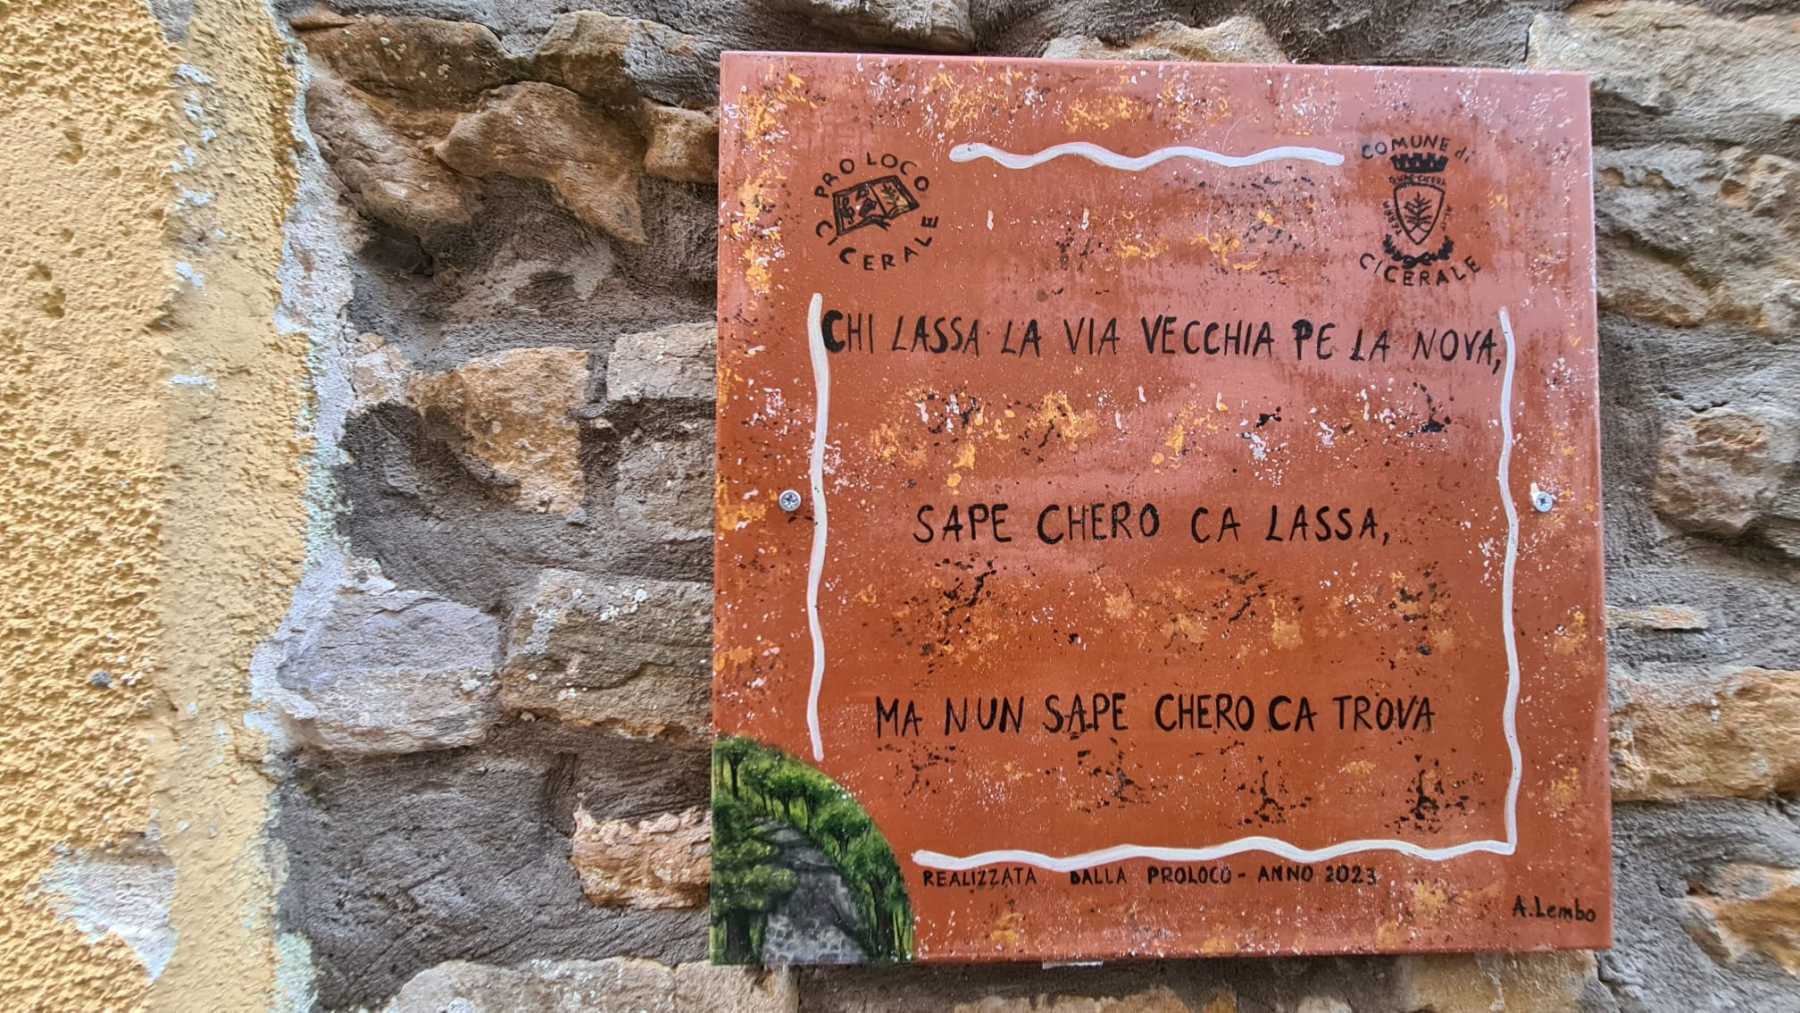 PRO LOCO
CICERALE
COMUNE di
CICERALE
CHI LASSA LA VIA VECCHIA PE LA NOVA,
SAPE CHERO CA LASSA,
MA NUN SAPE CHERO CA TROVA
REALIZZATA DALLA PROLOCO - ANNO 2023
A. Lembo